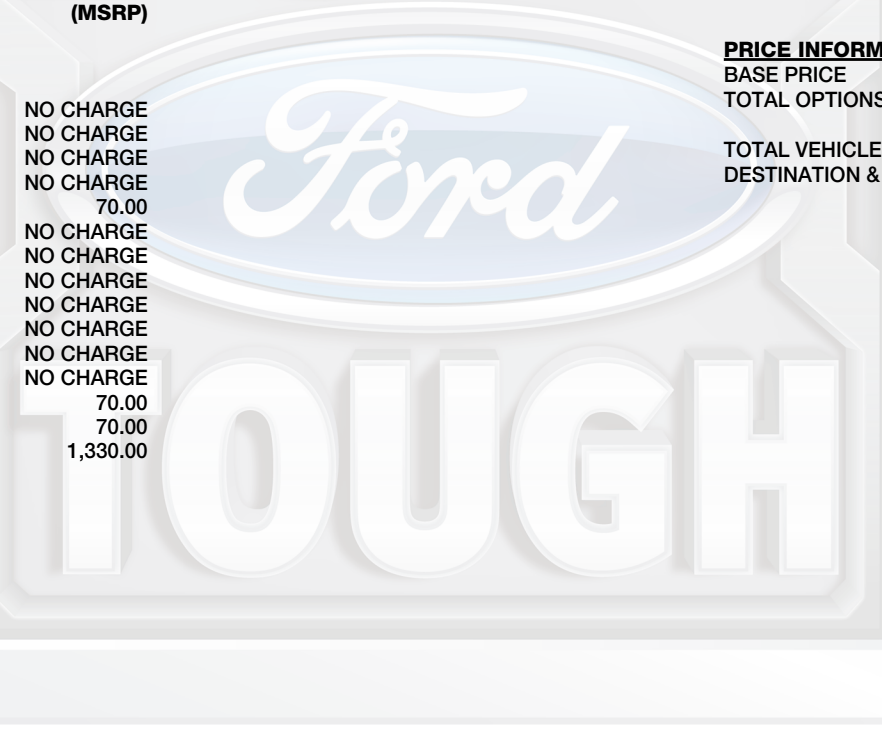 (MSRP)
NO CHARGE
NO CHARGE
NO CHARGE
NO CHARGE
70.00
NO CHARGE
NO CHARGE
NO CHARGE
NO CHARGE
NO CHARGE
NO CHARGE
NO CHARGE
70.00
70.00
1,330.00
PRICE INFORM
BASE PRICE
TOTAL OPTIONS
TOTAL VEHICLE
DESTINATION &
Ford
TOUGH